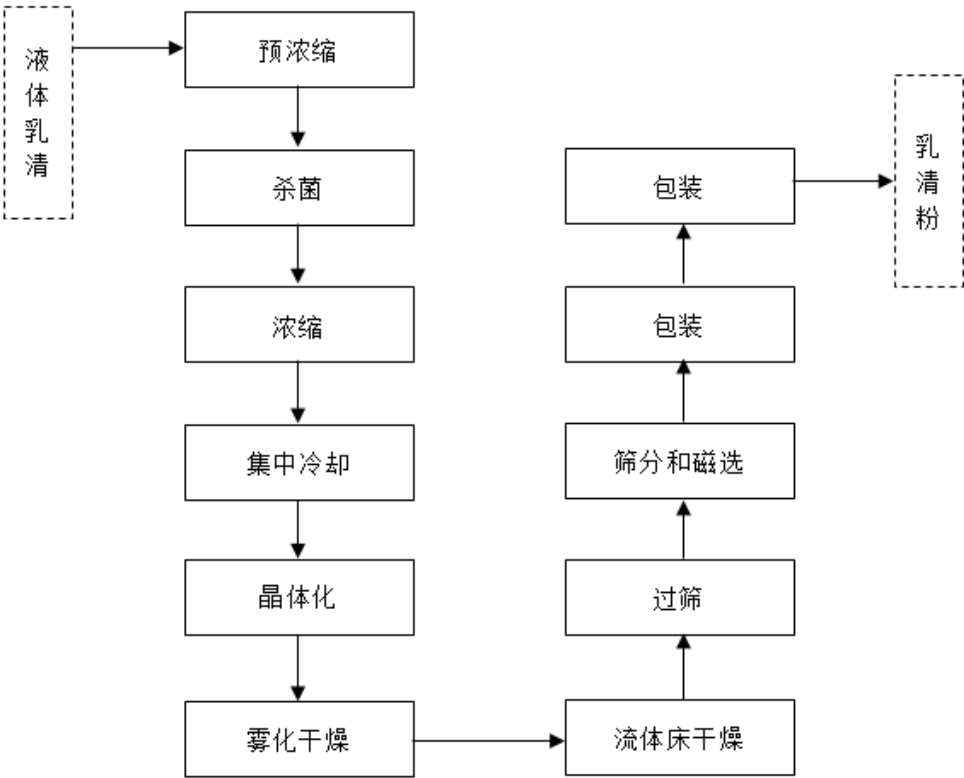 液体乳清
预浓缩
杀菌
浓缩
集中冷却
晶体化
雾化干燥
流体床干燥
过筛
筛分和磁选
包装
包装
乳清粉